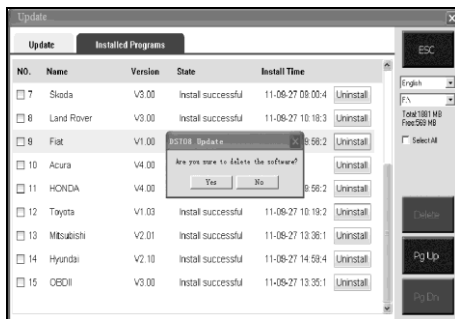 Update
Update Installed Programs
ESC
NO. Name Version State Install Time
English
F:\
7 Skoda V3.00 Install successful 11-09-27 09:00:4 Uninstall
Total:1881 MB
Free:569 MB
8 Land Rover V3.00 Install successful 11-09-27 10:18:3 Uninstall
Select All
9 Fiat V1.00 9:56:2 Uninstall
DSTOH Update
Are you sure to delete the software?
Yes No
10 Acura V4.00 Uninstall
11 HONDA V4.00 9:56:2 Uninstall
12 Toyota V1.03 Install successful 11-09-27 10:19:2 Uninstall
Delete
13 Mitsubishi V2.01 Install successful 11-09-27 13:36:1 Uninstall
14 Hyundai V2.10 Install successful 11-09-27 14:59:4 Uninstall
Pg Up
15 OBDII V3.00 Install successful 11-09-27 13:35:1 Uninstall
Pg Dn